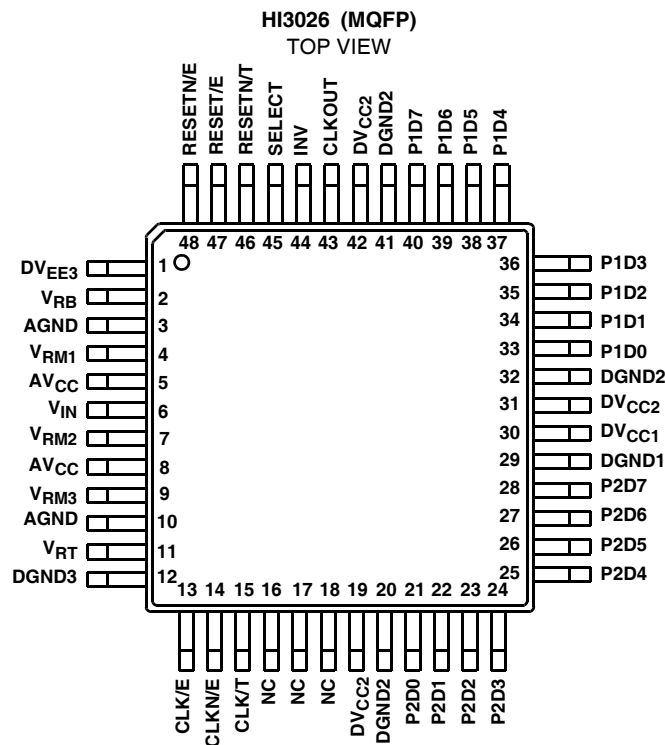 HI3026 (MQFP)
TOP VIEW
RESETN/E
RESET/E
RESETN/T
SELECT
INV
CLKOUT
DVCC2
DGND2
P1D7
P1D6
P1D5
P1D4
48 47 46 45 44 43 42 41 40 39 38 37
DVEE3 1
VRB 2
AGND 3
VRM1 4
AVCC 5
VIN 6
VRM2 7
AVCC 8
VRM3 9
AGND 10
VRT 11
DGND3 12
36 P1D3
35 P1D2
34 P1D1
33 P1D0
32 DGND2
31 DVCC2
30 DVCC1
29 DGND1
28 P2D7
27 P2D6
26 P2D5
25 P2D4
13 14 15 16 17 18 19 20 21 22 23 24
CLK/E
CLKN/E
CLK/T
NC
NC
NC
DVCC2
DGND2
P2D0
P2D1
P2D2
P2D3